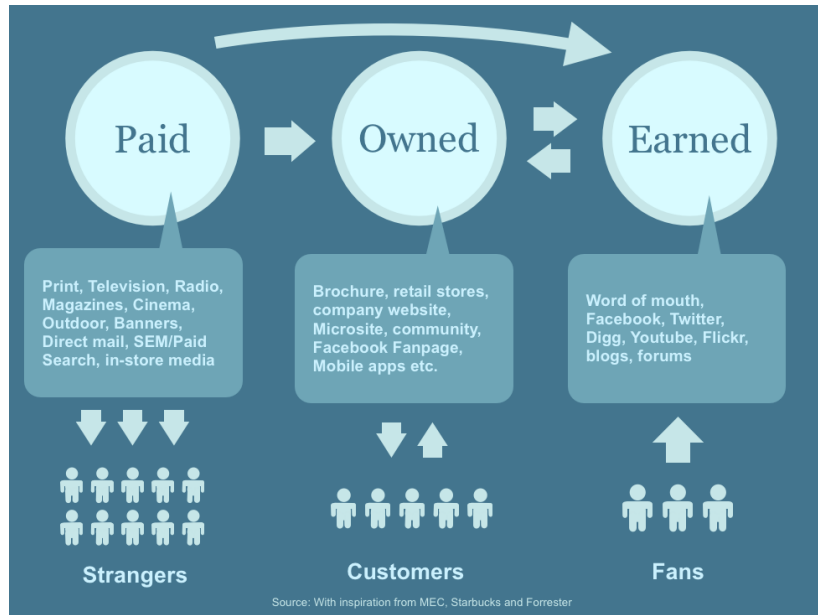 Paid
Owned
Earned
Print, Television, Radio,
Magazines, Cinema,
Outdoor, Banners,
Direct mail, SEM/Paid
Search, in-store media
Brochure, retail stores,
company website,
Microsite, community,
Facebook Fanpage,
Mobile apps etc.
Word of mouth,
Facebook, Twitter,
Digg, Youtube, Flickr,
blogs, forums
Strangers
Customers
Fans
Source: With inspiration from MEC, Starbucks and Forrester